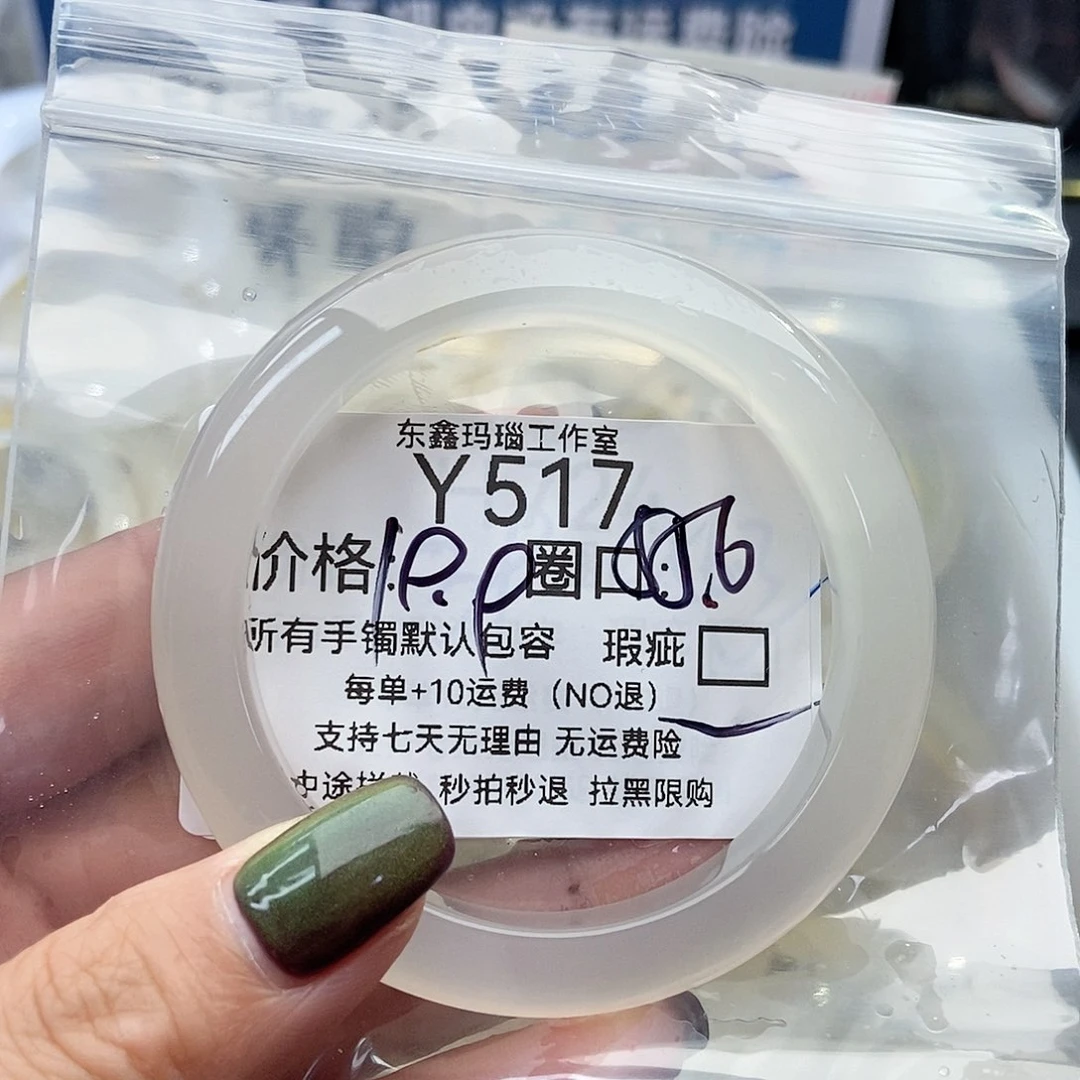 东鑫玛瑙工作室
Y517
价格: 圈口:
所有手镯默认包容 瑕疵
每单+10运费（NO退）
支持七天无理由 无运费险
中途 秒拍秒退 拉黑限购